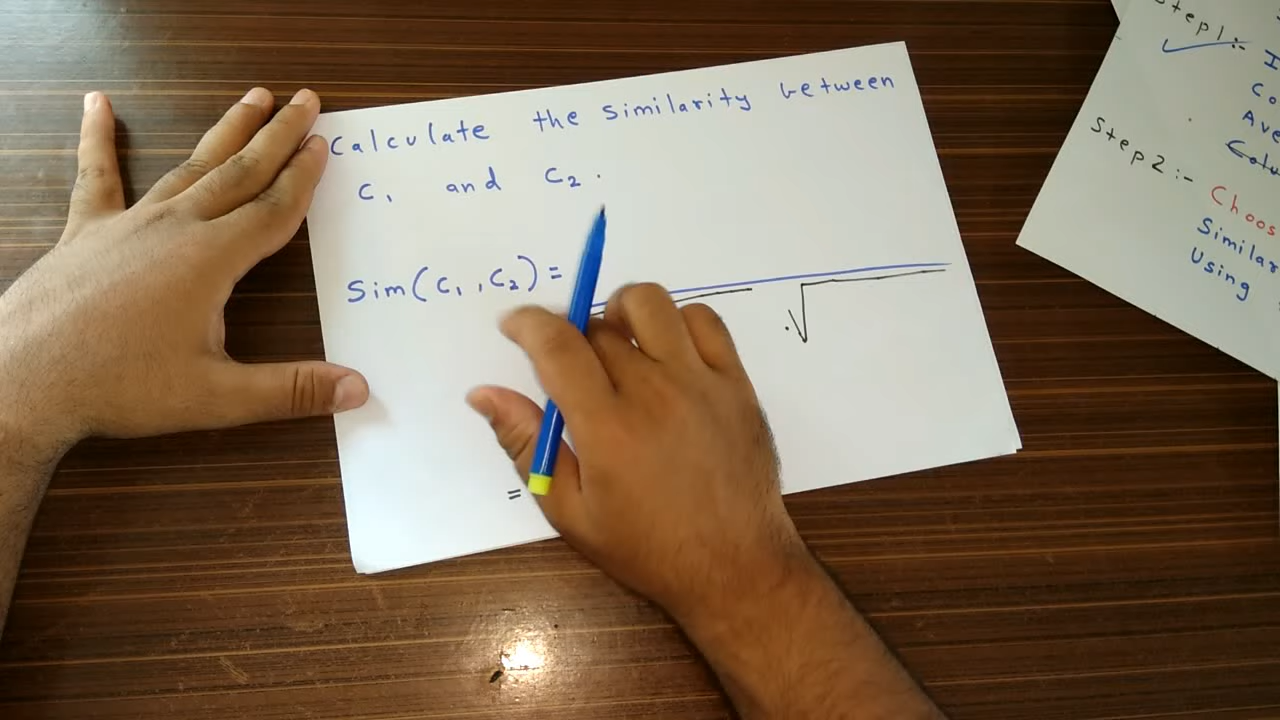 Calculate the Similarity between
C1 and C2.
Sim(C1,C2)=
. √
=
Step1:-
Step2:- Choos
Similar
Using